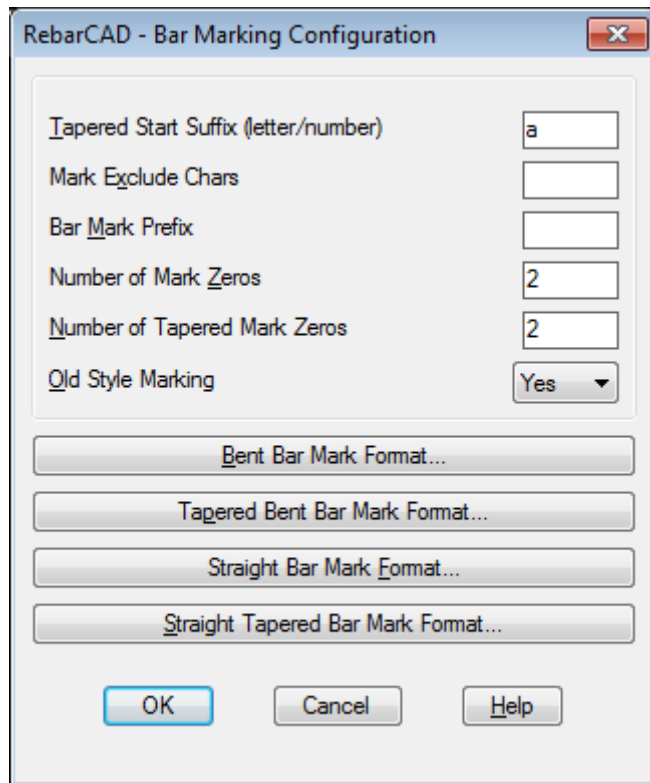 RebarCAD - Bar Marking Configuration
Tapered Start Suffix (letter/number) a
Mark Exclude Chars
Bar Mark Prefix
Number of Mark Zeros 2
Number of Tapered Mark Zeros 2
Old Style Marking Yes
Bent Bar Mark Format...
Tapered Bent Bar Mark Format...
Straight Bar Mark Format...
Straight Tapered Bar Mark Format...
OK Cancel Help